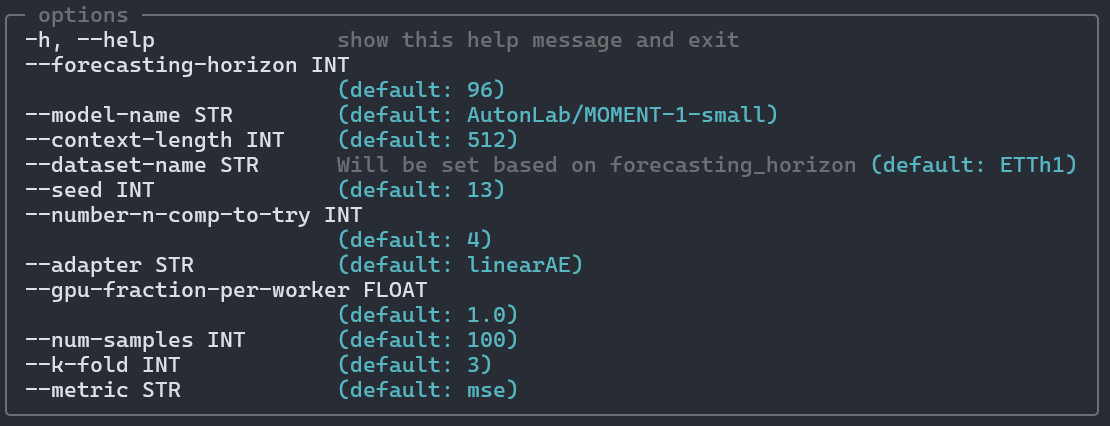 options
-h, --help show this help message and exit
--forecasting-horizon INT
(default: 96)
--model-name STR (default: AutonLab/MOMENT-1-small)
--context-length INT (default: 512)
--dataset-name STR Will be set based on forecasting_horizon (default: ETTh1)
--seed INT (default: 13)
--number-n-comp-to-try INT
(default: 4)
--adapter STR (default: linearAE)
--gpu-fraction-per-worker FLOAT
(default: 1.0)
--num-samples INT (default: 100)
--k-fold INT (default: 3)
--metric STR (default: mse)